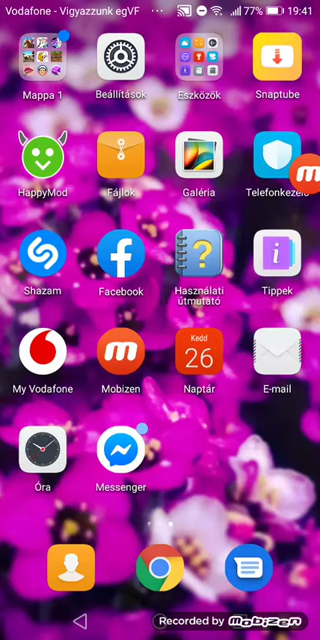 Vodafone - Vigyazzunk egVF ... 77% 19:41
Mappa 1
Beállítások
Eszközök
Snaptube
HappyMod
Fájlok
Galéria
Telefonkezelő
Shazam
Facebook
Használati
útmutató
Tippek
My Vodafone
Mobizen
Kedd
26
Naptár
E-mail
Óra
Messenger
Recorded by Mobizen